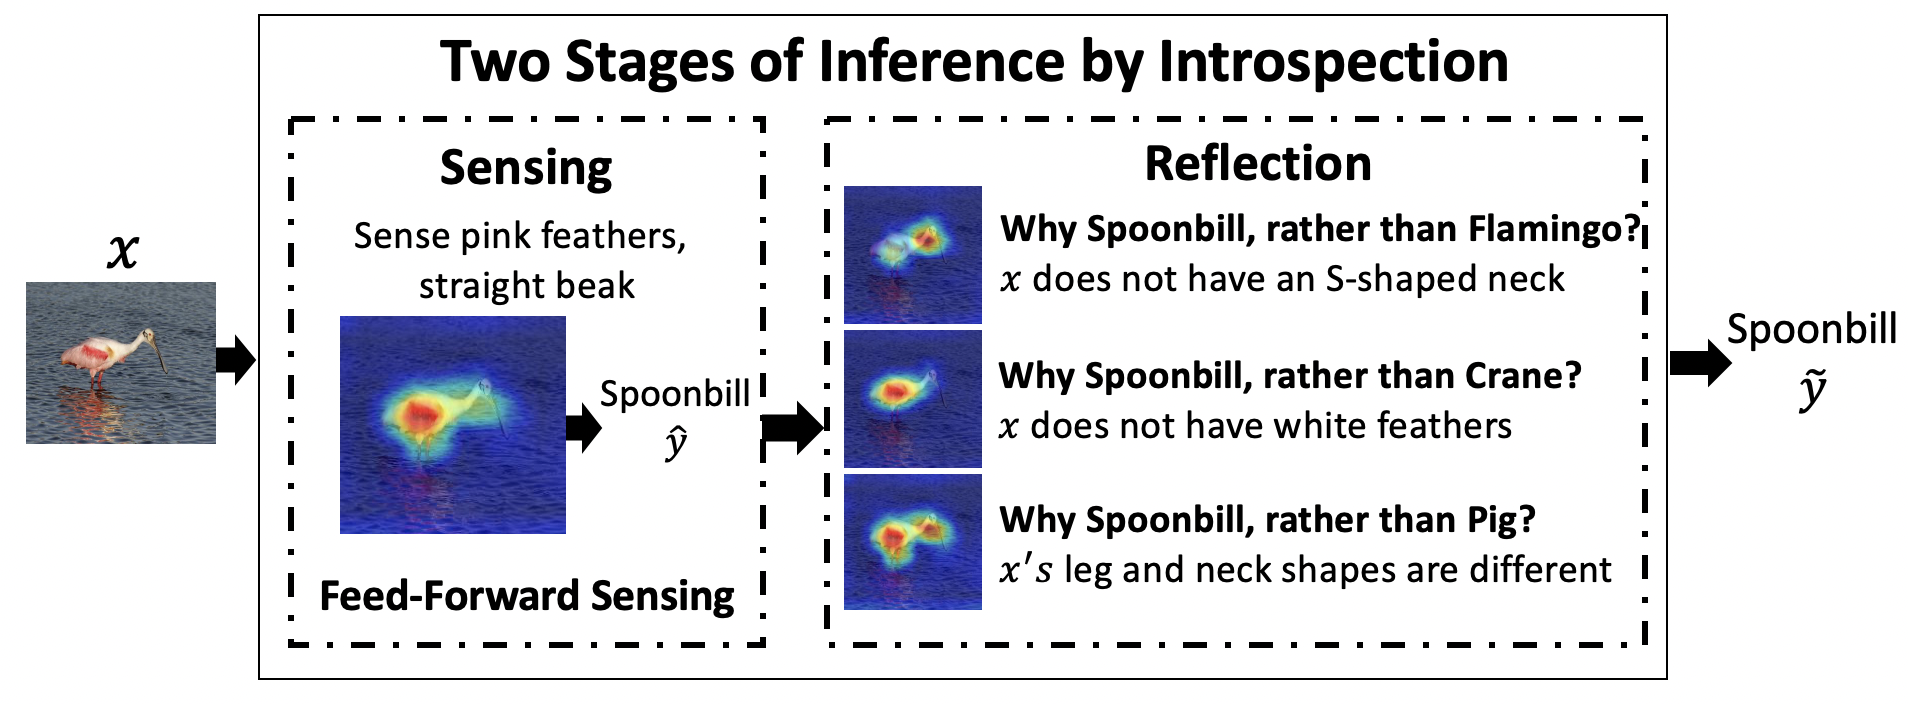 Two Stages of Inference by Introspection
x
Sensing
Sense pink feathers,
straight beak
Spoonbill
ŷ
Feed-Forward Sensing
Reflection
Why Spoonbill, rather than Flamingo?
x does not have an S-shaped neck
Why Spoonbill, rather than Crane?
x does not have white feathers
Why Spoonbill, rather than Pig?
x's leg and neck shapes are different
Spoonbill
ỹ